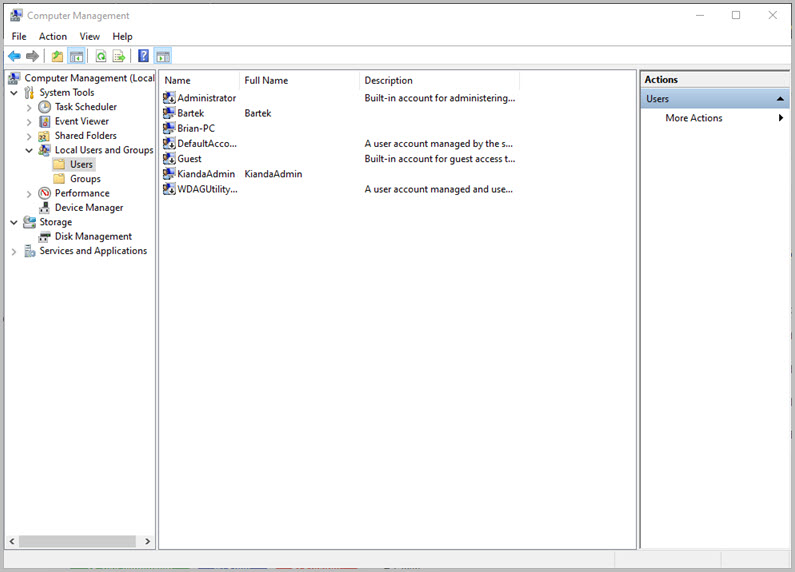 Computer Management
File Action View Help
Computer Management (Local
System Tools
Task Scheduler
Event Viewer
Shared Folders
Local Users and Groups
Users
Groups
Performance
Device Manager
Storage
Disk Management
Services and Applications
Name Full Name Description
Administrator Built-in account for administering...
Bartek Bartek
Brian-PC
DefaultAcco... A user account managed by the s...
Guest Built-in account for guest access t...
KiandaAdmin KiandaAdmin
WDAGUtility... A user account managed and use...
Actions
Users
More Actions